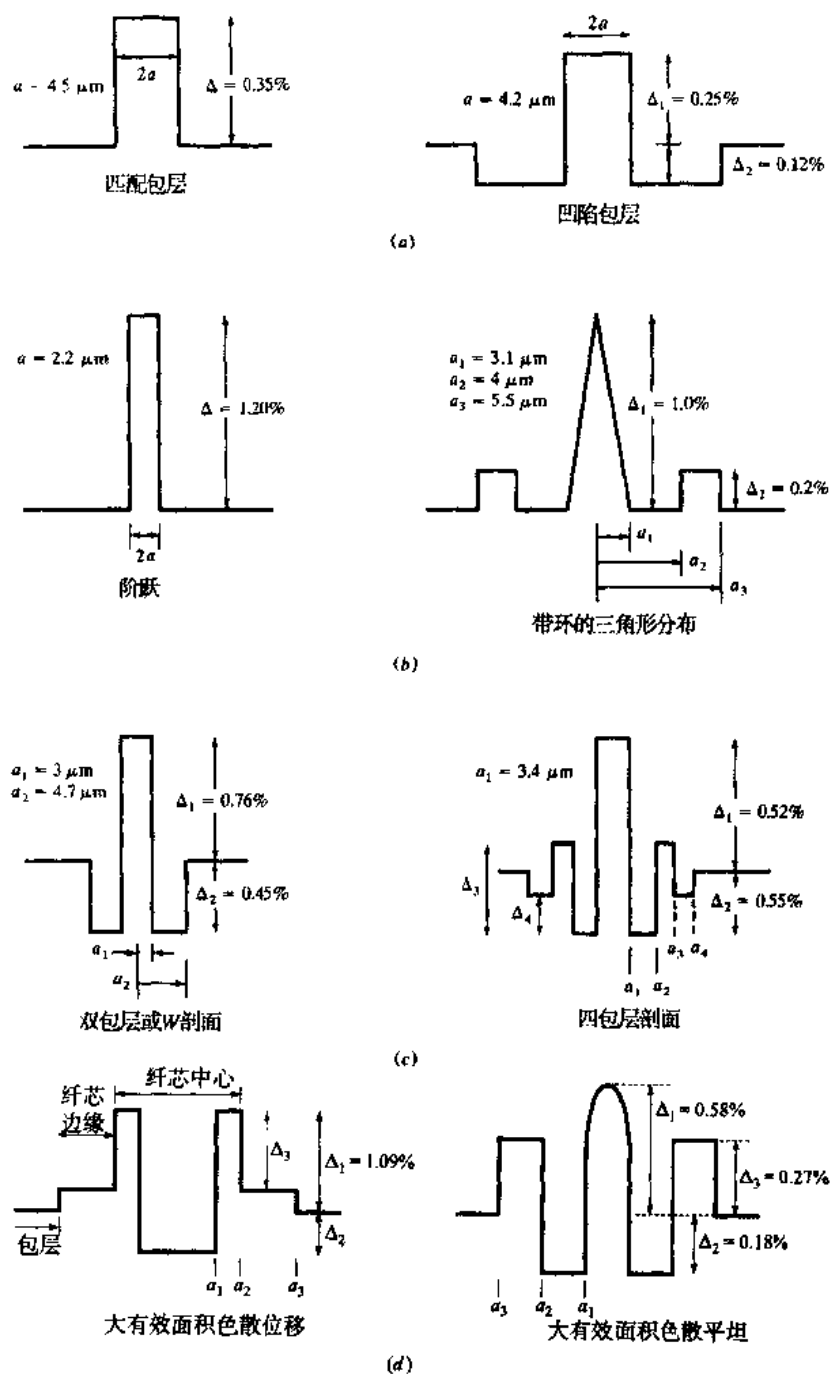 2a
a = 4.5 μm
Δ = 0.35%
匹配包层
2a
a = 4.2 μm
Δ₁ = 0.25%
Δ₂ = 0.12%
凹陷包层
(a)
a = 2.2 μm
Δ = 1.20%
2a
阶跃
a₁ = 3.1 μm
a₂ = 4 μm
a₃ = 5.5 μm
Δ₁ = 1.0%
Δ₂ = 0.2%
a₁
a₂
a₃
带环的三角形分布
(b)
a₁ = 3 μm
a₂ = 4.7 μm
Δ₁ = 0.76%
Δ₂ = 0.45%
a₁
a₂
双包层或W剖面
a₁ = 3.4 μm
Δ₁ = 0.52%
Δ₃
Δ₄
Δ₂ = 0.55%
a₃ a₄
a₁ a₂
四包层剖面
(c)
纤芯中心
纤芯
边缘
Δ₃
Δ₁ = 1.09%
包层
Δ₂
a₁ a₂ a₃
大有效面积色散位移
Δ₁ = 0.58%
Δ₃ = 0.27%
Δ₂ = 0.18%
a₃ a₂ a₁
大有效面积色散平坦
(d)